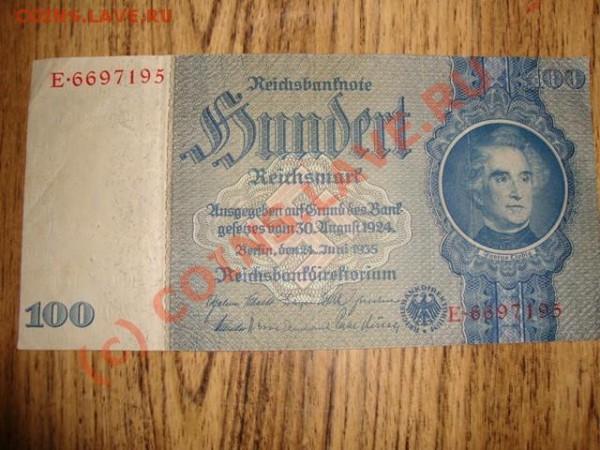 COINS.LAVE.RU
E·6697195
Reichsbanknote
100
Hundert
Reichsmark
Ausgegeben auf Grund des Bank-
gesetzes vom 30. August 1924.
Berlin, den 24. Juni 1935
Reichsbankdirektorium
100
E·6697195
(c) COINS.LAVE.RU